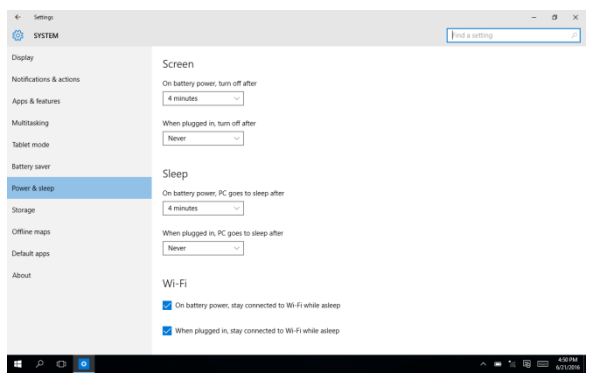 Settings
SYSTEM
Find a setting
Display
Notifications & actions
Apps & features
Multitasking
Tablet mode
Battery saver
Power & sleep
Storage
Offline maps
Default apps
About
Screen
On battery power, turn off after
4 minutes
When plugged in, turn off after
Never
Sleep
On battery power, PC goes to sleep after
4 minutes
When plugged in, PC goes to sleep after
Never
Wi-Fi
On battery power, stay connected to Wi-Fi while asleep
When plugged in, stay connected to Wi-Fi while asleep
4:50 PM
6/21/2016